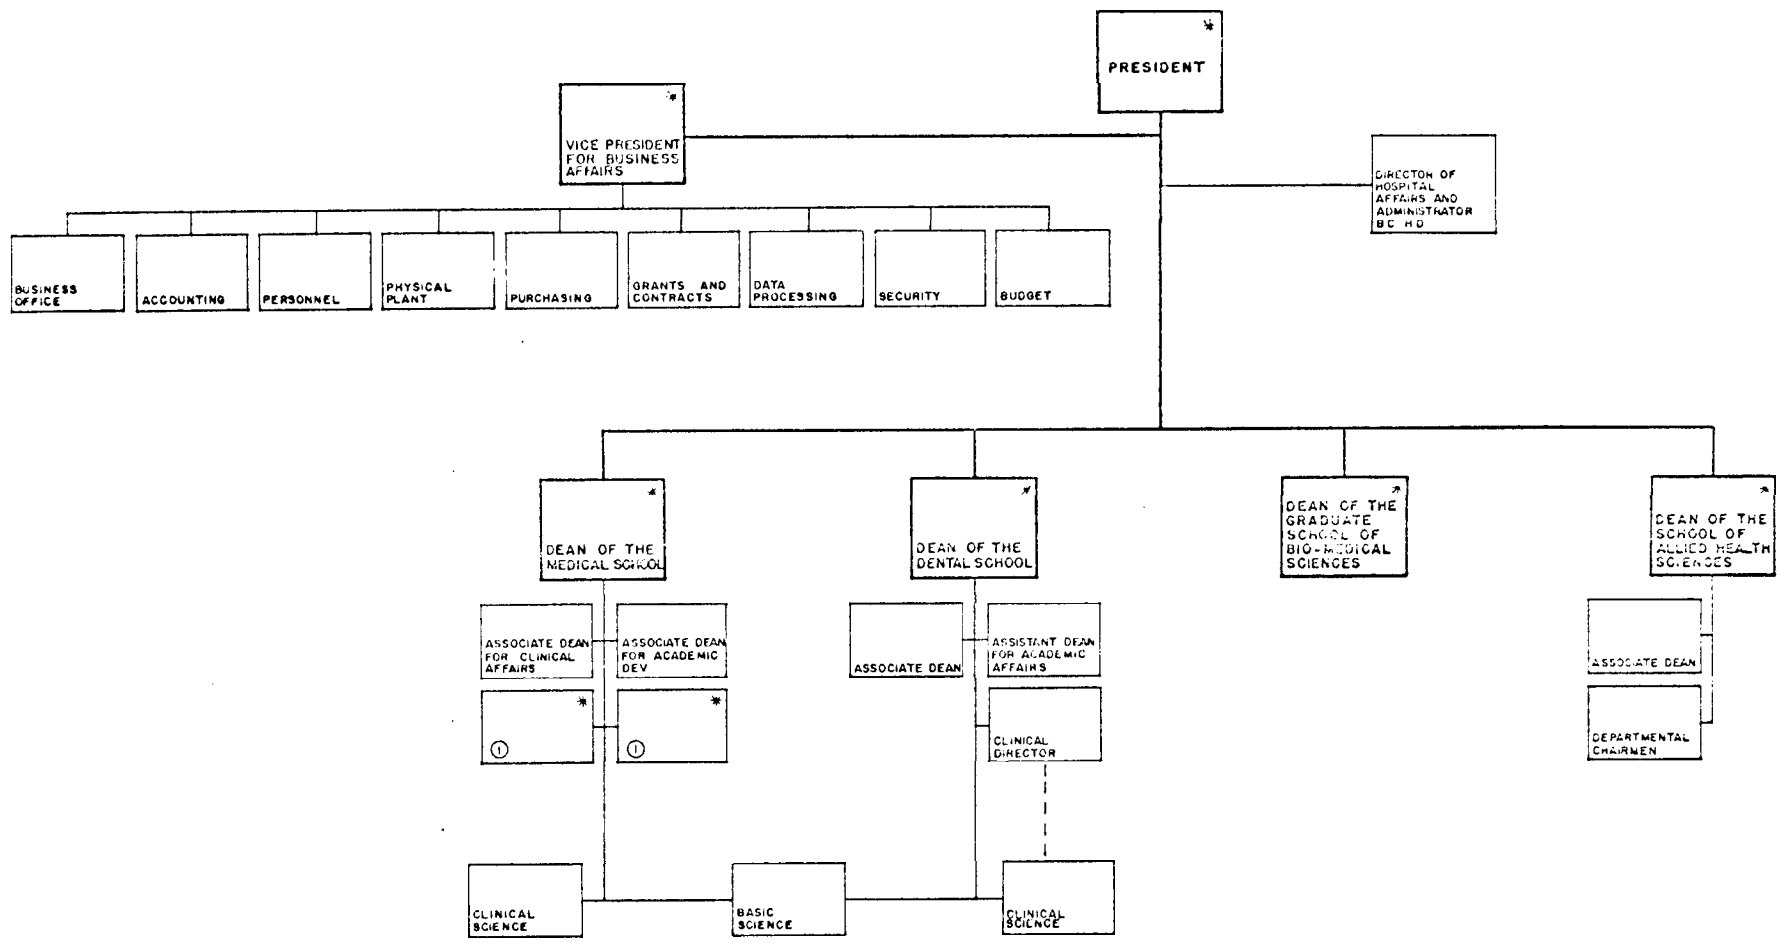 *
PRESIDENT
*
VICE PRESIDENT
FOR BUSINESS
AFFAIRS
DIRECTOR OF
HOSPITAL
AFFAIRS AND
ADMINISTRATOR
B C H D
BUSINESS
OFFICE
ACCOUNTING
PERSONNEL
PHYSICAL
PLANT
PURCHASING
GRANTS AND
CONTRACTS
DATA
PROCESSING
SECURITY
BUDGET
*
DEAN OF THE
MEDICAL SCHOOL
*
DEAN OF THE
DENTAL SCHOOL
*
DEAN OF THE
GRADUATE
SCHOOL OF
BIO-MEDICAL
SCIENCES
*
DEAN OF THE
SCHOOL OF
ALLIED HEALTH
SCIENCES
ASSOCIATE DEAN
FOR CLINICAL
AFFAIRS
ASSOCIATE DEAN
FOR ACADEMIC
DEV
ASSOCIATE DEAN
ASSISTANT DEAN
FOR ACADEMIC
AFFAIRS
ASSOCIATE DEAN
*
①
*
①
CLINICAL
DIRECTOR
DEPARTMENTAL
CHAIRMEN
CLINICAL
SCIENCE
BASIC
SCIENCE
CLINICAL
SCIENCE